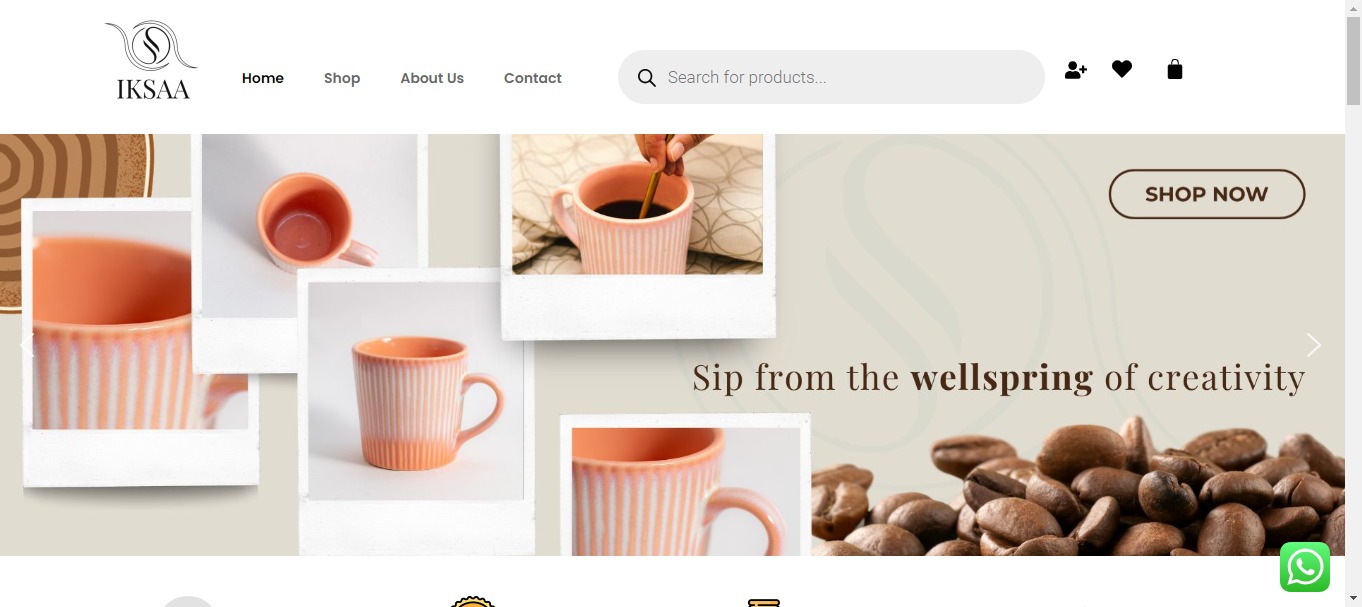 IKSAA
Home
Shop
About Us
Contact
Search for products...
SHOP NOW
Sip from the wellspring of creativity